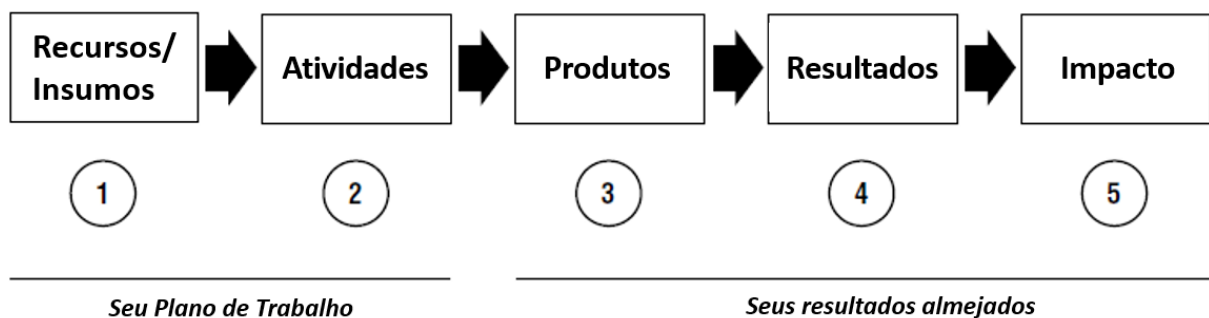 Recursos/
Insumos
Atividades
Produtos
Resultados
Impacto
1
2
3
4
5
Seu Plano de Trabalho
Seus resultados almejados